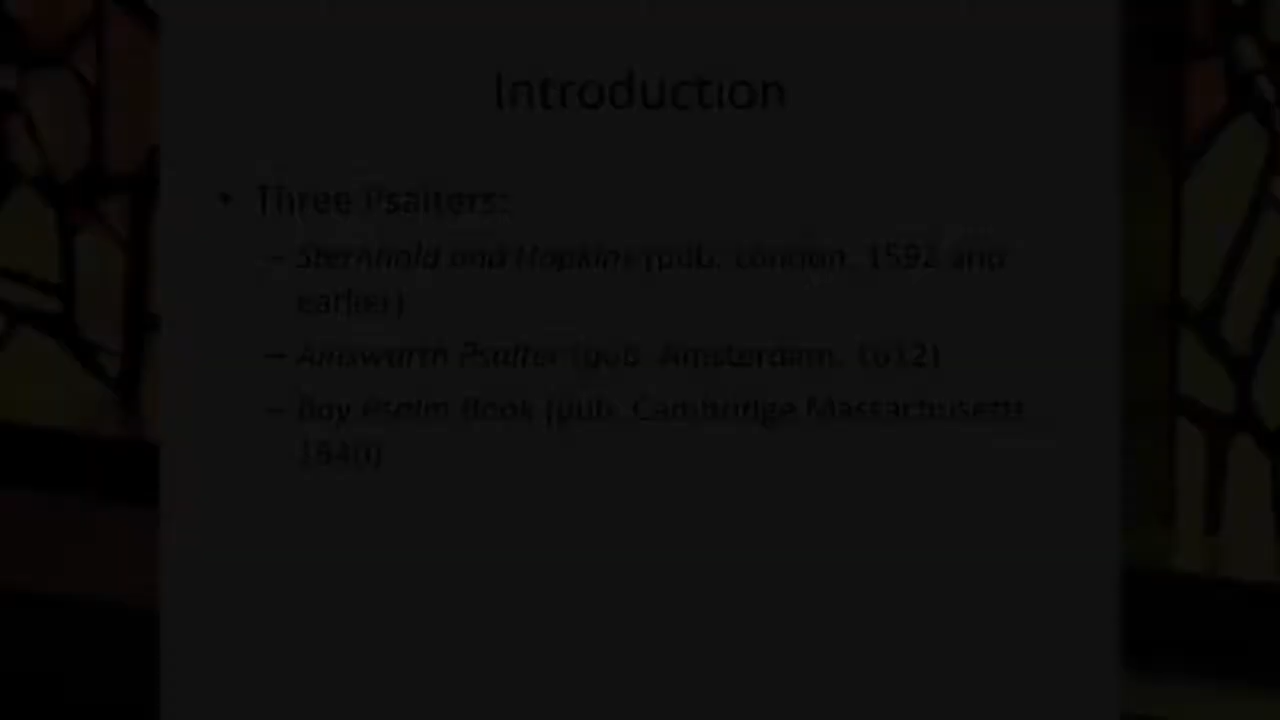 Introduction
• Three Psalters:
– Sternhold and Hopkins (pub. London, 1592 and
earlier)
– Ainsworth Psalter (pub. Amsterdam, 1612)
– Bay Psalm Book (pub. Cambridge Massachusetts,
1640)